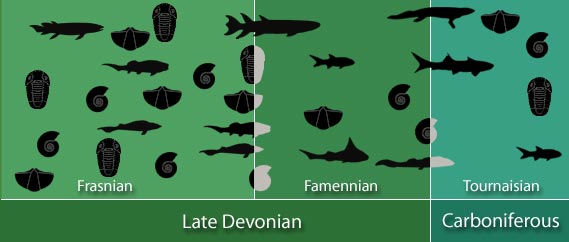 Frasnian
Famennian
Tournaisian
Late Devonian
Carboniferous